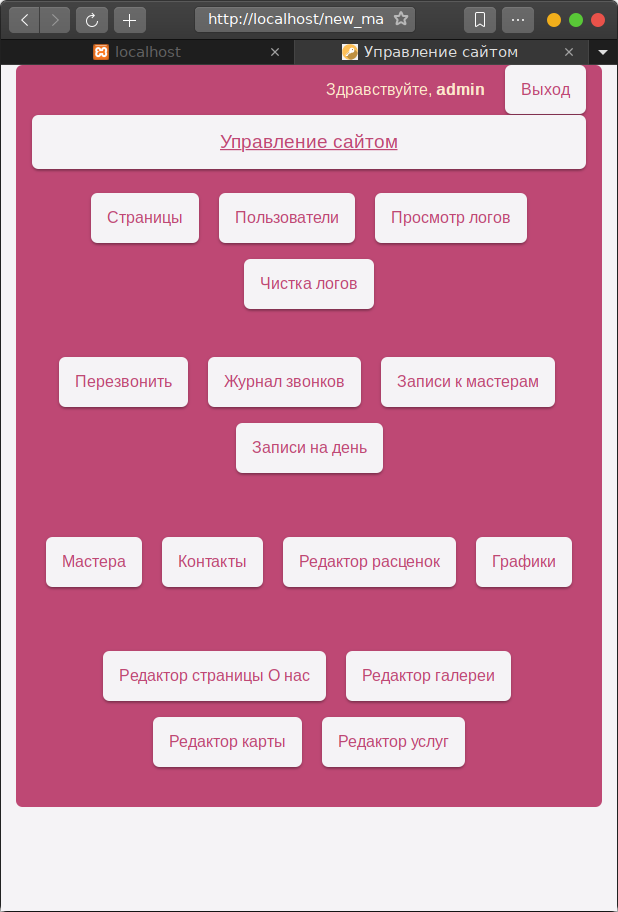 http://localhost/new_ma
localhost
Управление сайтом
Здравствуйте, admin
Выход
Управление сайтом
Страницы Пользователи Просмотр логов
Чистка логов
Перезвонить Журнал звонков Записи к мастерам
Записи на день
Мастера Контакты Редактор расценок Графики
Редактор страницы О нас Редактор галереи
Редактор карты Редактор услуг